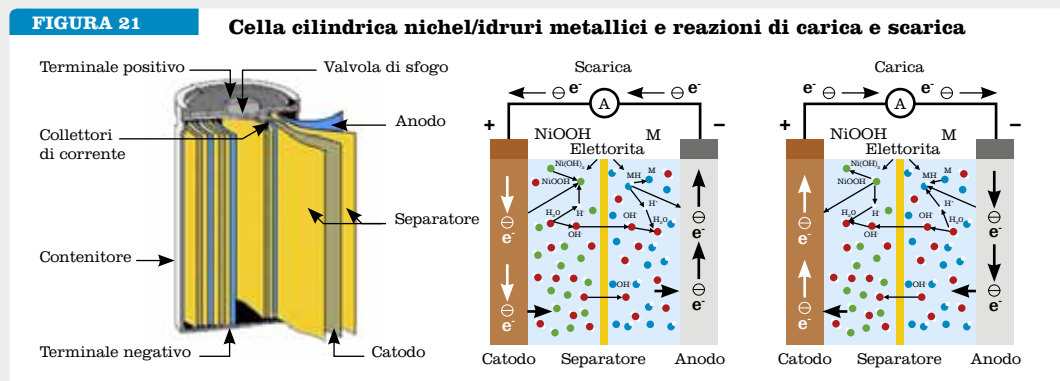 FIGURA 21
Cella cilindrica nichel/idruri metallici e reazioni di carica e scarica
Terminale positivo
Valvola di sfogo
Collettori
di corrente
Anodo
Separatore
Contenitore
Terminale negativo
Catodo
Scarica
⊖ e⁻
A
⊖ e⁻
+
−
NiOOH
M
Elettorita
Ni(OH)₂
NiOOH
MH
M
H₂O
H⁻
OH⁻
H⁺
OH⁻
H₂O
OH⁻
⊖
e⁻
⊖
e⁻
⊖
e⁻
⊖
e⁻
Catodo
Separatore
Anodo
Carica
e⁻ ⊖
A
e⁻ ⊖
+
−
NiOOH
M
Elettorita
Ni(OH)₂
NiOOH
MH
M
H₂O
H⁻
OH⁻
H⁺
OH⁻
H₂O
OH⁻
⊖
e⁻
⊖
e⁻
⊖
e⁻
⊖
e⁻
Catodo
Separatore
Anodo